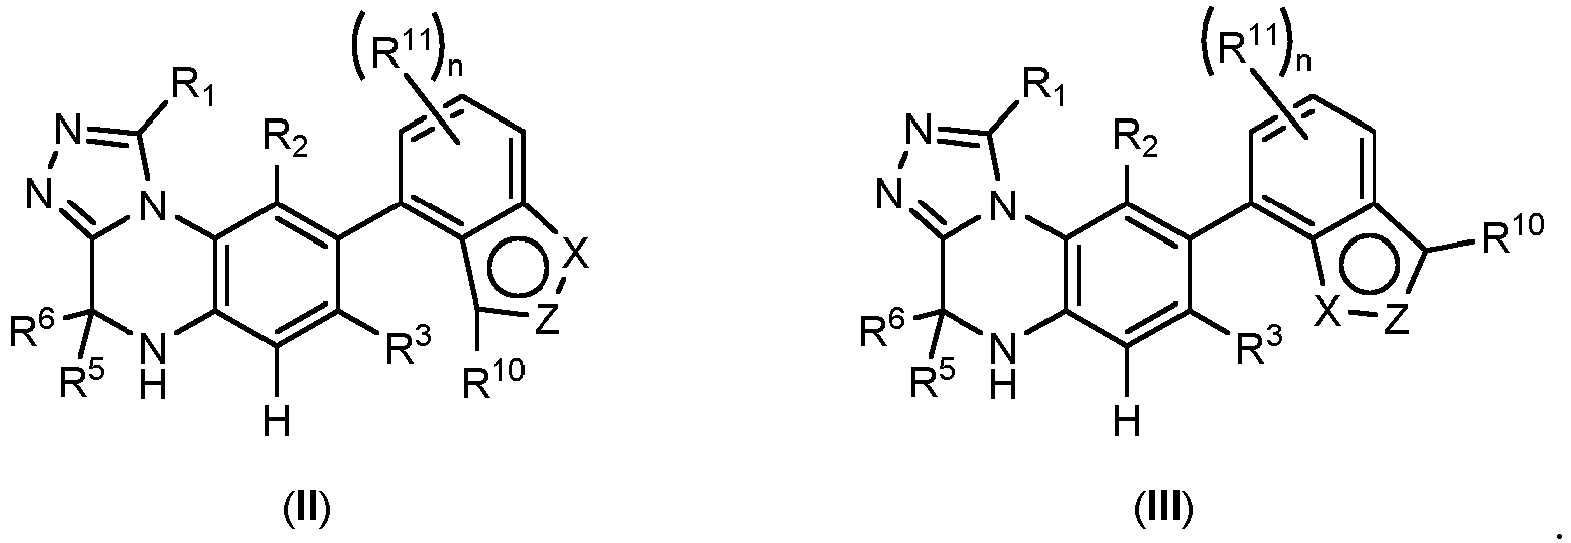 (R¹¹)n (R¹¹)n
R₁ R₁
N R₂ N R₂
N N N N R¹⁰
X
Z X Z
R⁶ N R³ R⁶ N R³
R⁵ H R¹⁰ R⁵ H
H H
(II) (III) .